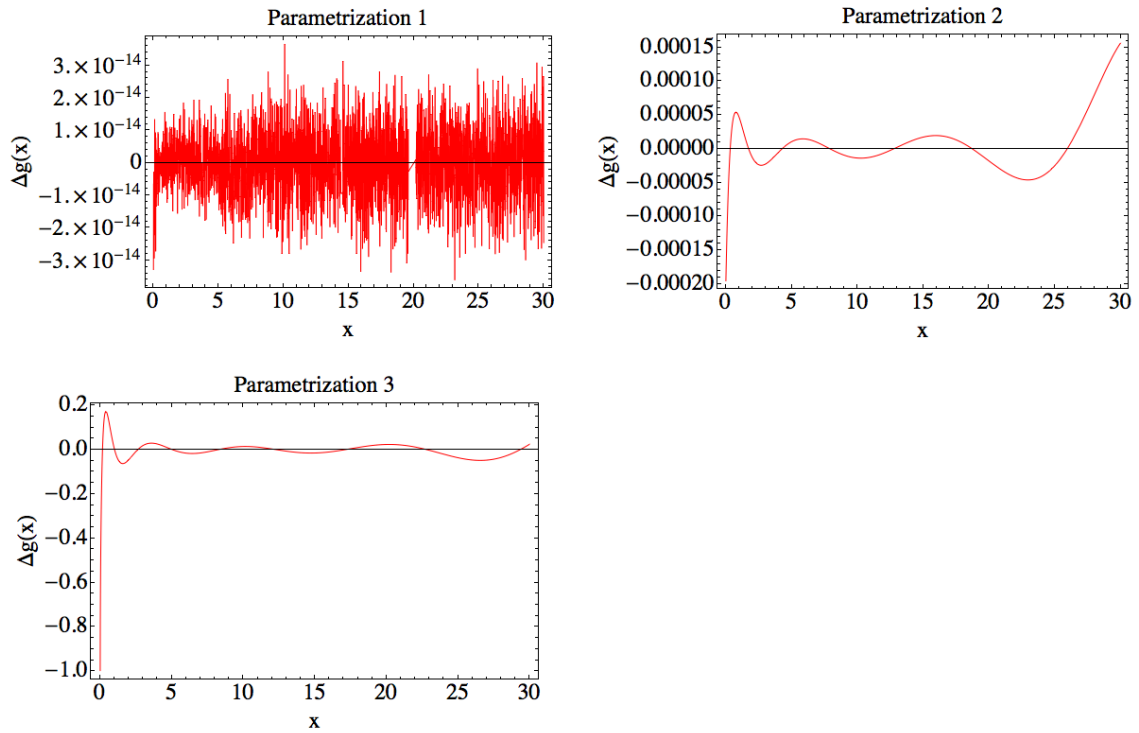 Parametrization 1
3.×10⁻¹⁴
2.×10⁻¹⁴
1.×10⁻¹⁴
0
−1.×10⁻¹⁴
−2.×10⁻¹⁴
−3.×10⁻¹⁴
Δg(x)
0 5 10 15 20 25 30
x
Parametrization 2
0.00015
0.00010
0.00005
0.00000
−0.00005
−0.00010
−0.00015
−0.00020
Δg(x)
0 5 10 15 20 25 30
x
Parametrization 3
0.2
0.0
−0.2
−0.4
−0.6
−0.8
−1.0
Δg(x)
0 5 10 15 20 25 30
x